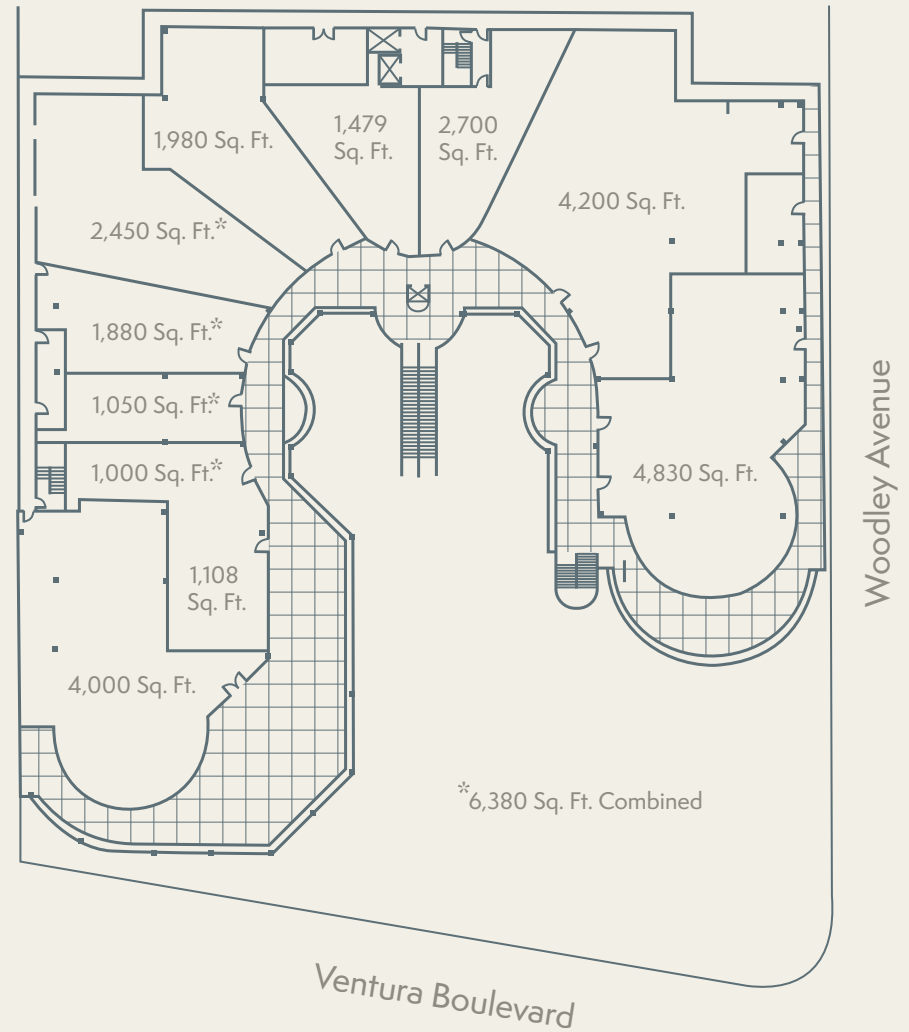 1,479
Sq. Ft.
2,700
Sq. Ft.
1,980 Sq. Ft.
4,200 Sq. Ft.
2,450 Sq. Ft.*
1,880 Sq. Ft.*
1,050 Sq. Ft.*
1,000 Sq. Ft.*
4,830 Sq. Ft.
Woodley Avenue
1,108
Sq. Ft.
4,000 Sq. Ft.
*6,380 Sq. Ft. Combined
Ventura Boulevard